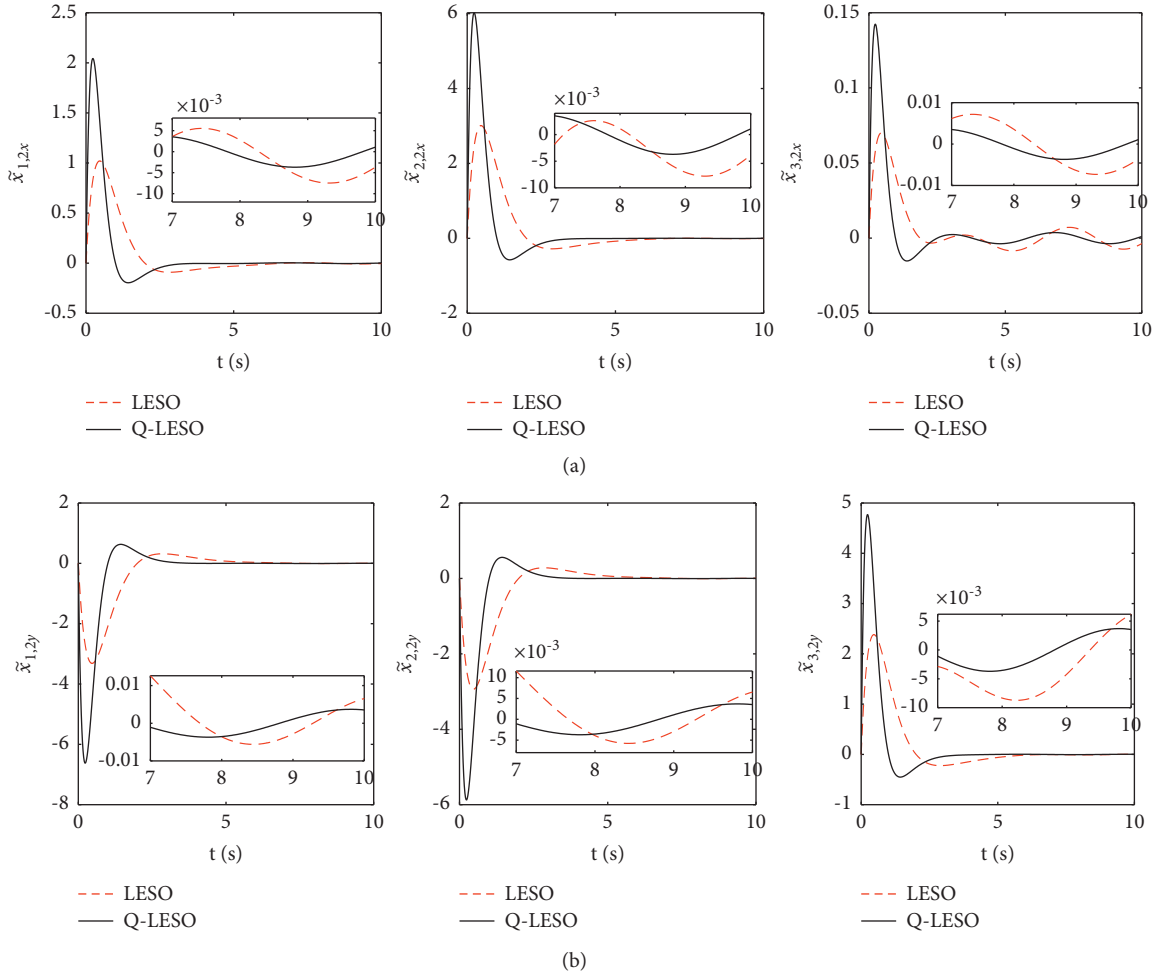 2.5
2
1.5
1
0.5
0
-0.5
x̃1,2x
×10-3
5
0
-5
-10
7 8 9 10
0 5 10
t (s)
LESO
Q-LESO
6
4
2
0
-2
x̃2,2x
×10-3
0
-5
-10
7 8 9 10
0 5 10
t (s)
LESO
Q-LESO
0.15
0.1
0.05
0
-0.05
x̃3,2x
0.01
0
-0.01
7 8 9 10
0 5 10
t (s)
LESO
Q-LESO
(a)
2
0
-2
-4
-6
-8
x̃1,2y
0.01
0
-0.01
7 8 9 10
0 5 10
t (s)
LESO
Q-LESO
2
0
-2
-4
-6
x̃2,2y
×10-3
10
5
0
-5
7 8 9 10
0 5 10
t (s)
LESO
Q-LESO
5
4
3
2
1
0
-1
x̃3,2y
×10-3
5
0
-5
-10
7 8 9 10
0 5 10
t (s)
LESO
Q-LESO
(b)